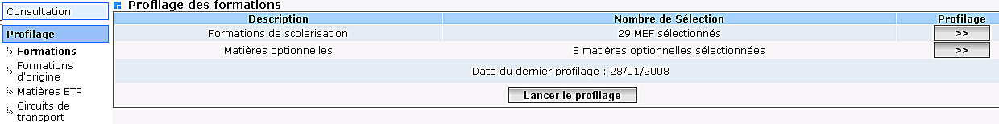 Consultation
Profilage
Formations
Formations
d'origine
Matières ETP
Circuits de
transport
Profilage des formations
Description Nombre de Sélection Profilage
Formations de scolarisation 29 MEF sélectionnés >>
Matières optionnelles 8 matières optionnelles sélectionnées >>
Date du dernier profilage : 28/01/2008
Lancer le profilage